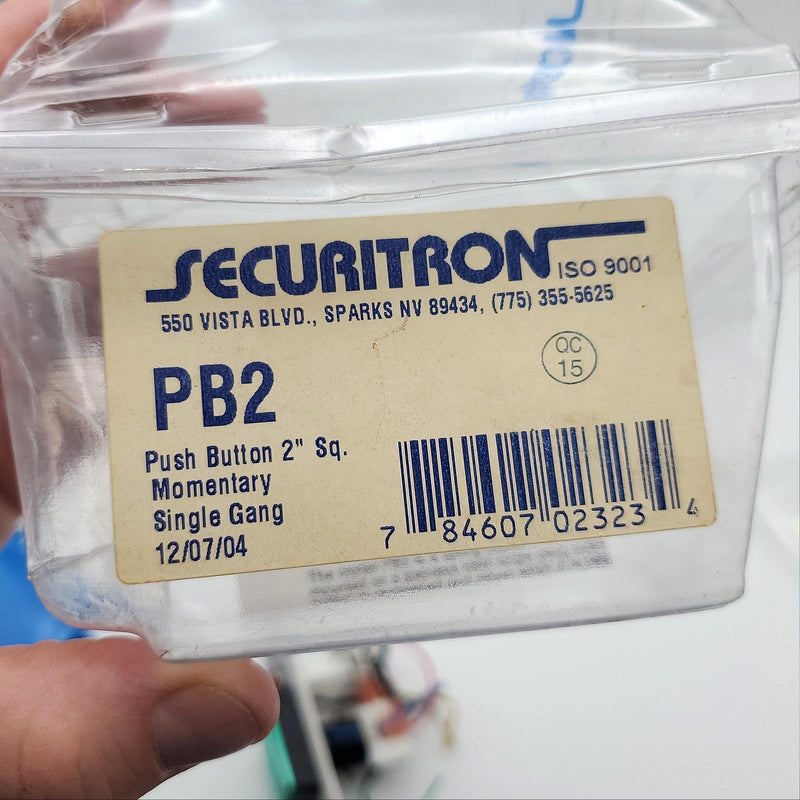 SECURITRON ISO 9001
550 VISTA BLVD., SPARKS NV 89434, (775) 355-5625
QC
15
PB2
Push Button 2" Sq.
Momentary
Single Gang
12/07/04
7 84607 02323 4